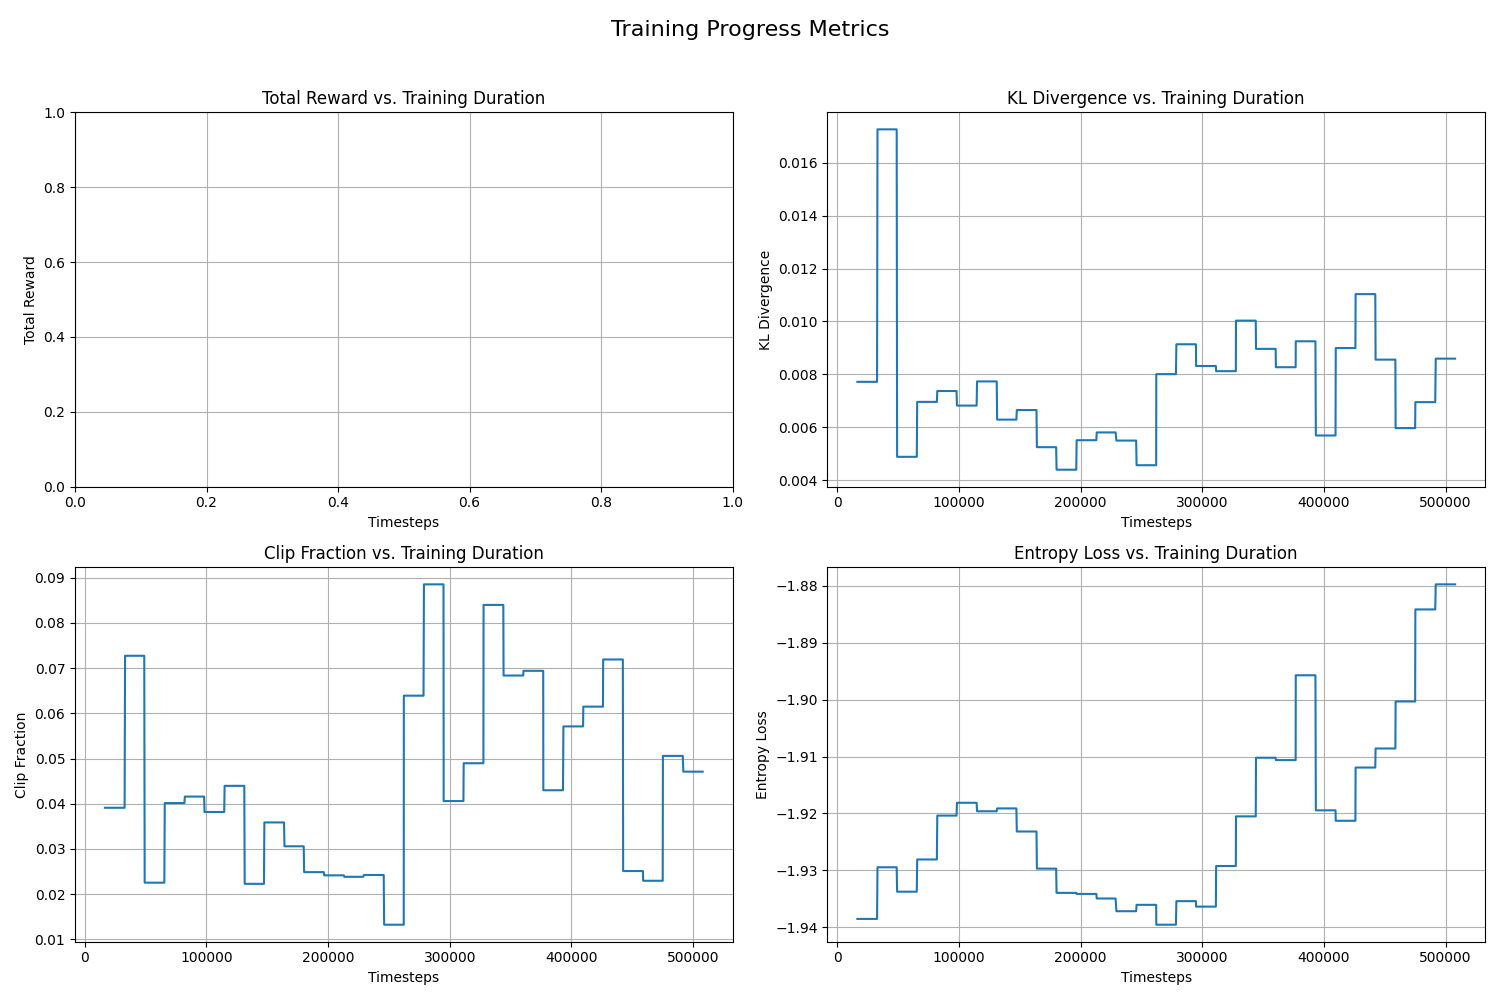 Training Progress Metrics
Total Reward vs. Training Duration
Total Reward
1.0
0.8
0.6
0.4
0.2
0.0
0.0 0.2 0.4 0.6 0.8 1.0
Timesteps
KL Divergence vs. Training Duration
KL Divergence
0.016
0.014
0.012
0.010
0.008
0.006
0.004
0 100000 200000 300000 400000 500000
Timesteps
Clip Fraction vs. Training Duration
Clip Fraction
0.09
0.08
0.07
0.06
0.05
0.04
0.03
0.02
0.01
0 100000 200000 300000 400000 500000
Timesteps
Entropy Loss vs. Training Duration
Entropy Loss
−1.88
−1.89
−1.90
−1.91
−1.92
−1.93
−1.94
0 100000 200000 300000 400000 500000
Timesteps